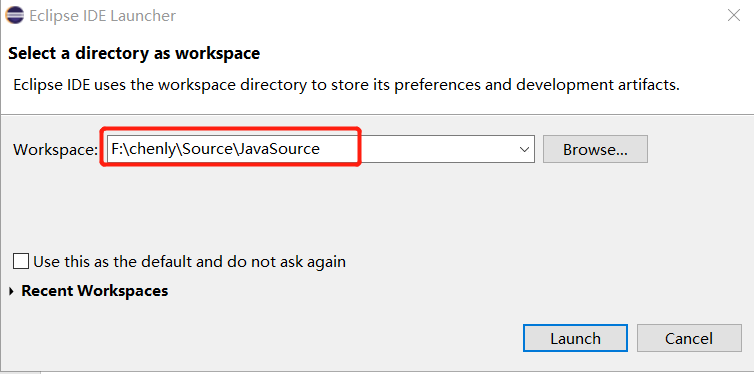 Eclipse IDE Launcher
Select a directory as workspace
Eclipse IDE uses the workspace directory to store its preferences and development artifacts.
Workspace: F:\chenly\Source\JavaSource Browse...
Use this as the default and do not ask again
Recent Workspaces
Launch Cancel